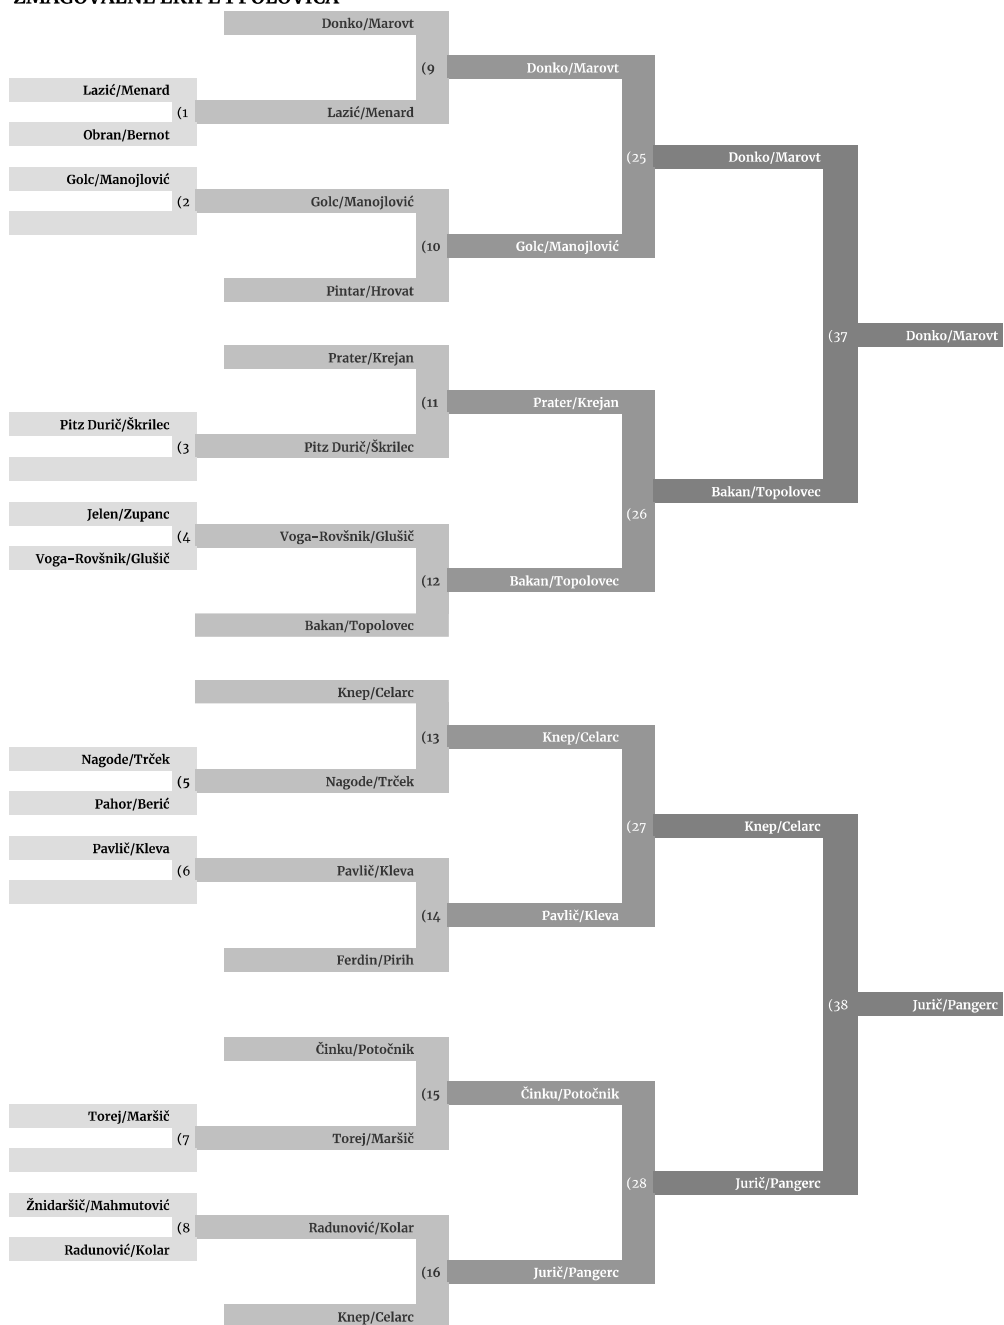 ZMAGOVALNE EKIPE I POLOVICA
Donko/Marovt
(9
Donko/Marovt
Lazić/Menard
(1
Lazić/Menard
Obran/Bernot
(25
Donko/Marovt
Golc/Manojlović
(2
Golc/Manojlović
(10
Golc/Manojlović
Pintar/Hrovat
(37
Donko/Marovt
Prater/Krejan
(11
Prater/Krejan
Pitz Durič/Škrilec
(3
Pitz Durič/Škrilec
Bakan/Topolovec
Jelen/Zupanc
(26
(4
Voga-Rovšnik/Glušič
Voga-Rovšnik/Glušič
(12
Bakan/Topolovec
Bakan/Topolovec
Knep/Celarc
(13
Knep/Celarc
Nagode/Trček
(5
Nagode/Trček
Pahor/Berić
(27
Knep/Celarc
Pavlič/Kleva
(6
Pavlič/Kleva
(14
Pavlič/Kleva
Ferdin/Pirih
(38
Jurič/Pangerc
Činku/Potočnik
(15
Činku/Potočnik
Torej/Maršič
(7
Torej/Maršič
(28
Jurič/Pangerc
Žnidaršič/Mahmutović
(8
Radunović/Kolar
Radunović/Kolar
(16
Jurič/Pangerc
Knep/Celarc